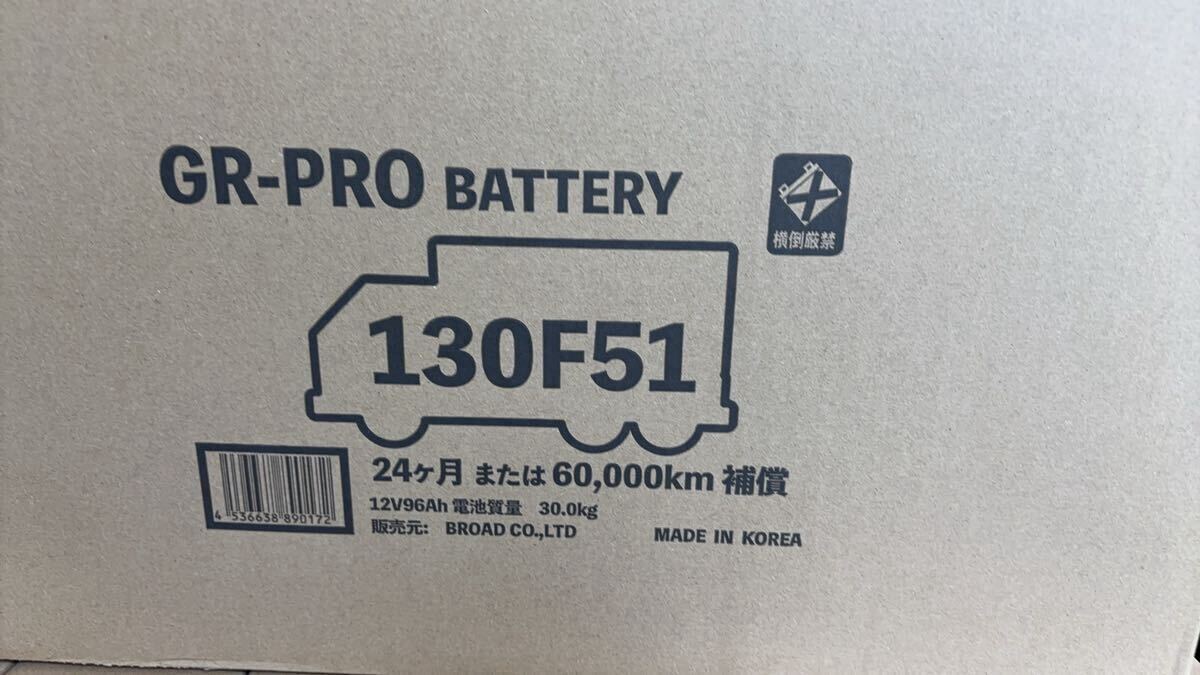 GR-PRO BATTERY
横倒厳禁
130F51
24ヶ月 または 60,000km 補償
12V96Ah 電池質量 30.0kg
販売元: BROAD CO.,LTD
MADE IN KOREA
4 536638 890172